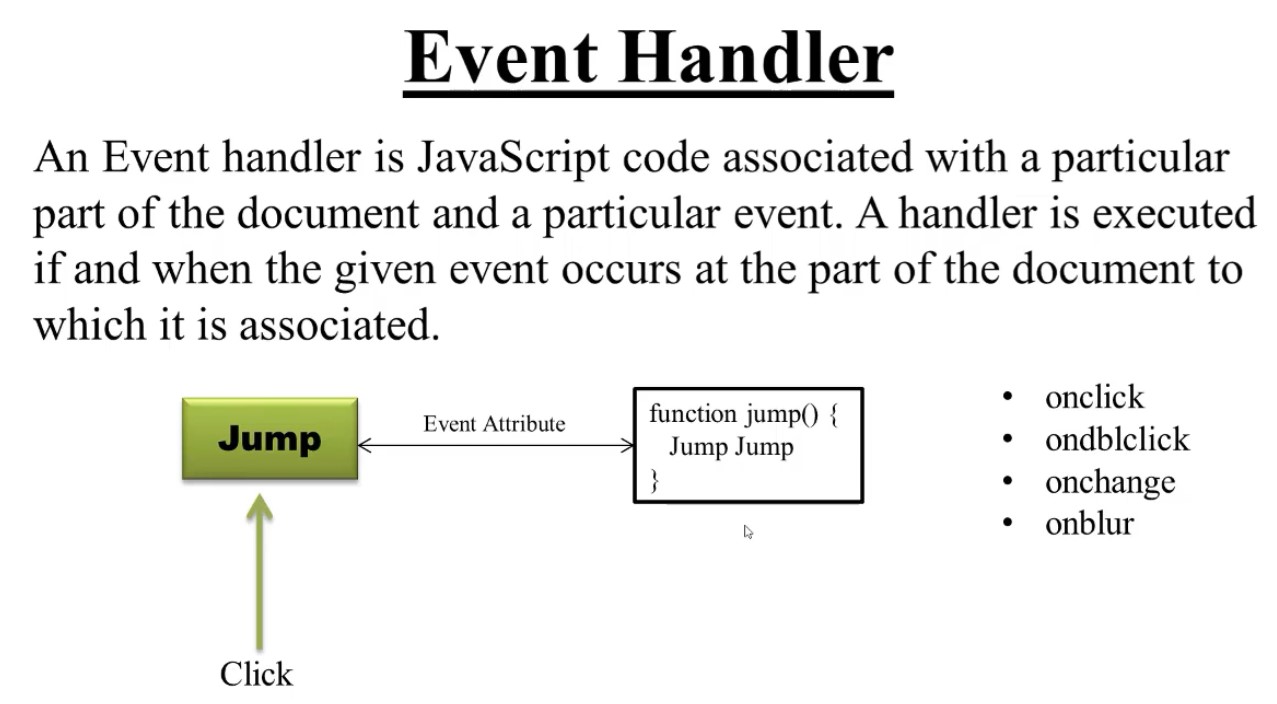 Event Handler
An Event handler is JavaScript code associated with a particular
part of the document and a particular event. A handler is executed
if and when the given event occurs at the part of the document to
which it is associated.
Jump
Event Attribute
function jump() {
Jump Jump
}
• onclick
• ondblclick
• onchange
• onblur
Click